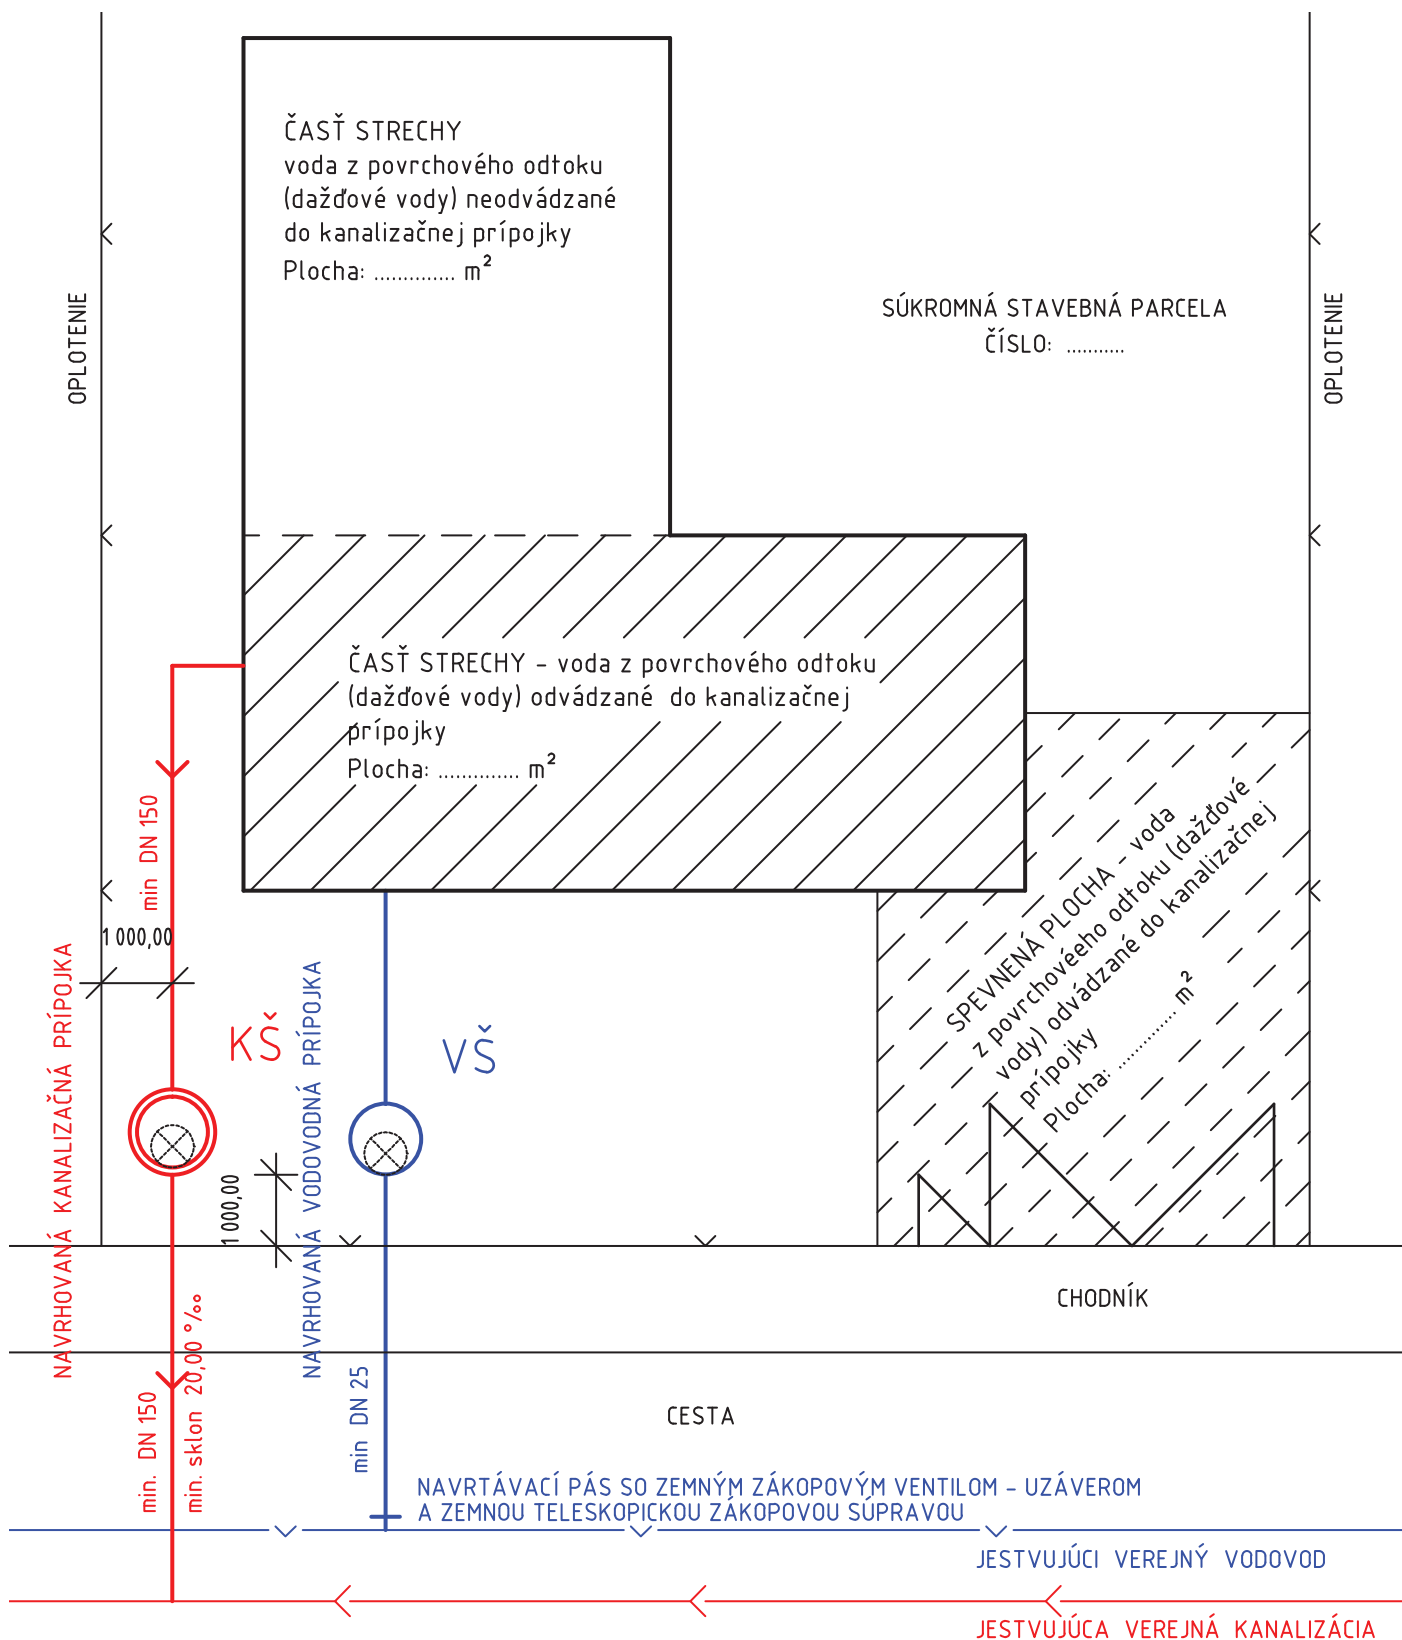 ČASŤ STRECHY
voda z povrchového odtoku
(dažďové vody) neodvádzané
do kanalizačnej prípojky
Plocha: .............. m²
SÚKROMNÁ STAVEBNÁ PARCELA
ČÍSLO: ...........
OPLOTENIE
OPLOTENIE
ČASŤ STRECHY – voda z povrchového odtoku
(dažďové vody) odvádzané do kanalizačnej
prípojky
Plocha: .............. m²
SPEVNENÁ PLOCHA - voda
z povrchovéeho odtoku (dažďové
vody) odvádzané do kanalizačnej
prípojky
Plocha: .............. m²
min DN 150
1 000,00
NAVRHOVANÁ KANALIZAČNÁ PRÍPOJKA
KŠ
NAVRHOVANÁ VODOVODNÁ PRÍPOJKA
VŠ
1 000,00
CHODNÍK
min. DN 150
min. sklon 20,00 °/∘∘
min DN 25
CESTA
NAVRTÁVACÍ PÁS SO ZEMNÝM ZÁKOPOVÝM VENTILOM – UZÁVEROM
A ZEMNOU TELESKOPICKOU ZÁKOPOVOU SÚPRAVOU
JESTVUJÚCI VEREJNÝ VODOVOD
JESTVUJÚCA VEREJNÁ KANALIZÁCIA